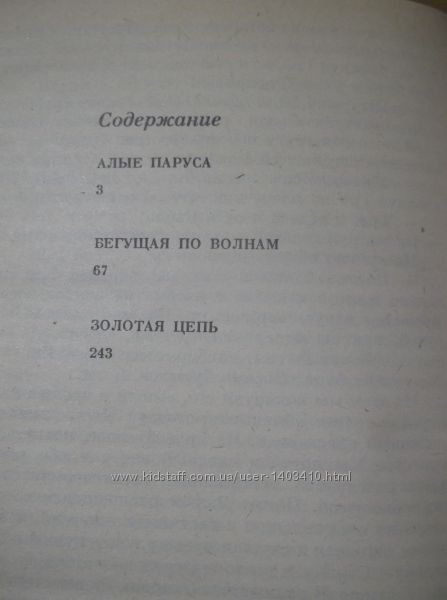 Содержание
АЛЫЕ ПАРУСА
3
БЕГУЩАЯ ПО ВОЛНАМ
67
ЗОЛОТАЯ ЦЕПЬ
243
www.kidstaff.com.ua/user-1403410.html